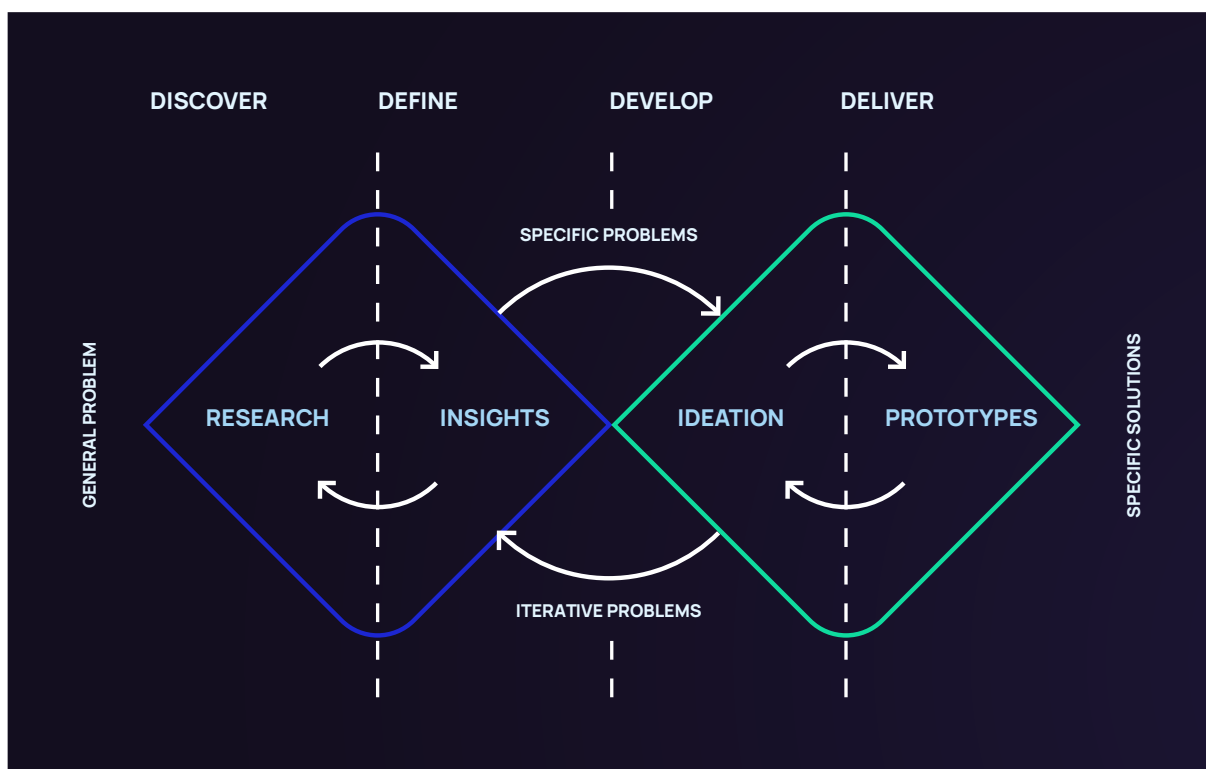 DISCOVER
DEFINE
DEVELOP
DELIVER
SPECIFIC PROBLEMS
GENERAL PROBLEM
RESEARCH
INSIGHTS
IDEATION
PROTOTYPES
SPECIFIC SOLUTIONS
ITERATIVE PROBLEMS